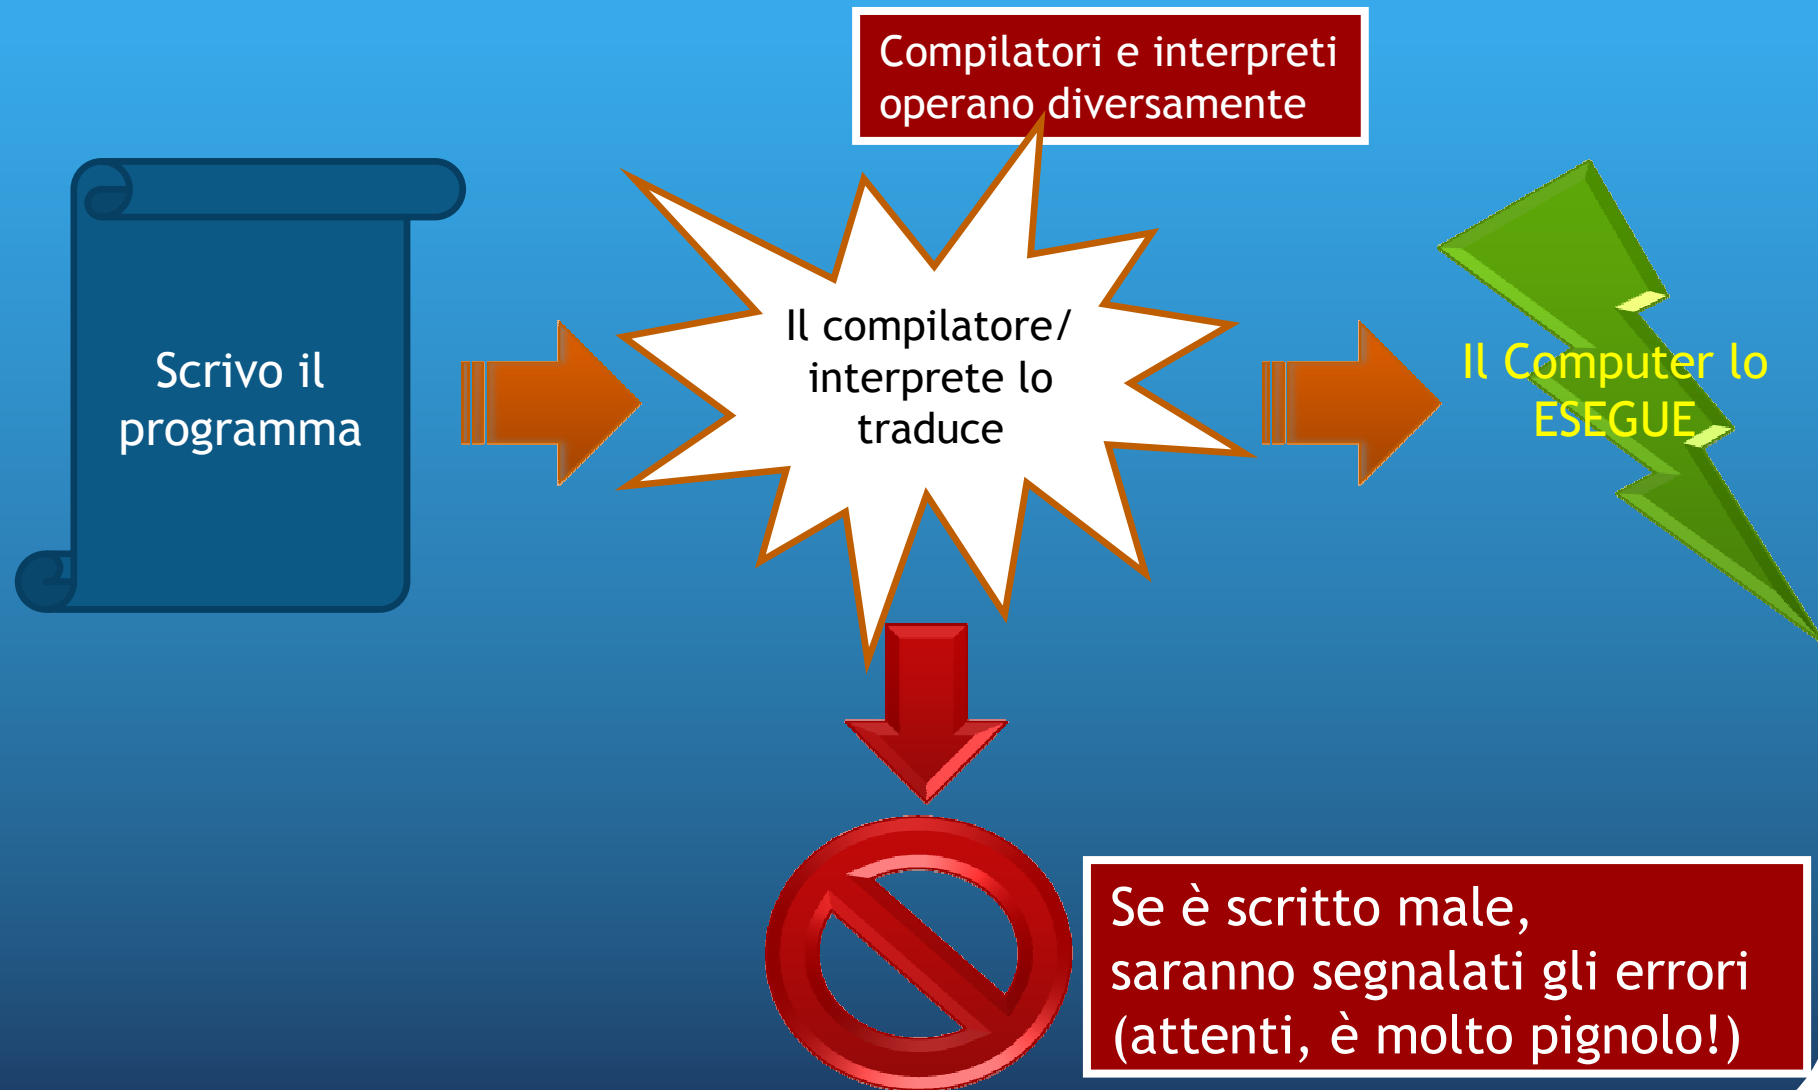 Compilatori e interpreti
operano diversamente
Scrivo il
programma
Il compilatore/
interprete lo
traduce
Il Computer lo
ESEGUE
Se è scritto male,
saranno segnalati gli errori
(attenti, è molto pignolo!)